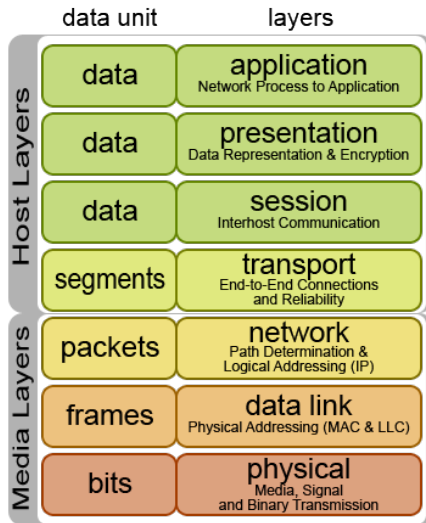 data unit layers
Host Layers
data application
Network Process to Application
data presentation
Data Representation & Encryption
data session
Interhost Communication
segments transport
End-to-End Connections
and Reliability
Media Layers
packets network
Path Determination &
Logical Addressing (IP)
frames data link
Physical Addressing (MAC & LLC)
bits physical
Media, Signal
and Binary Transmission